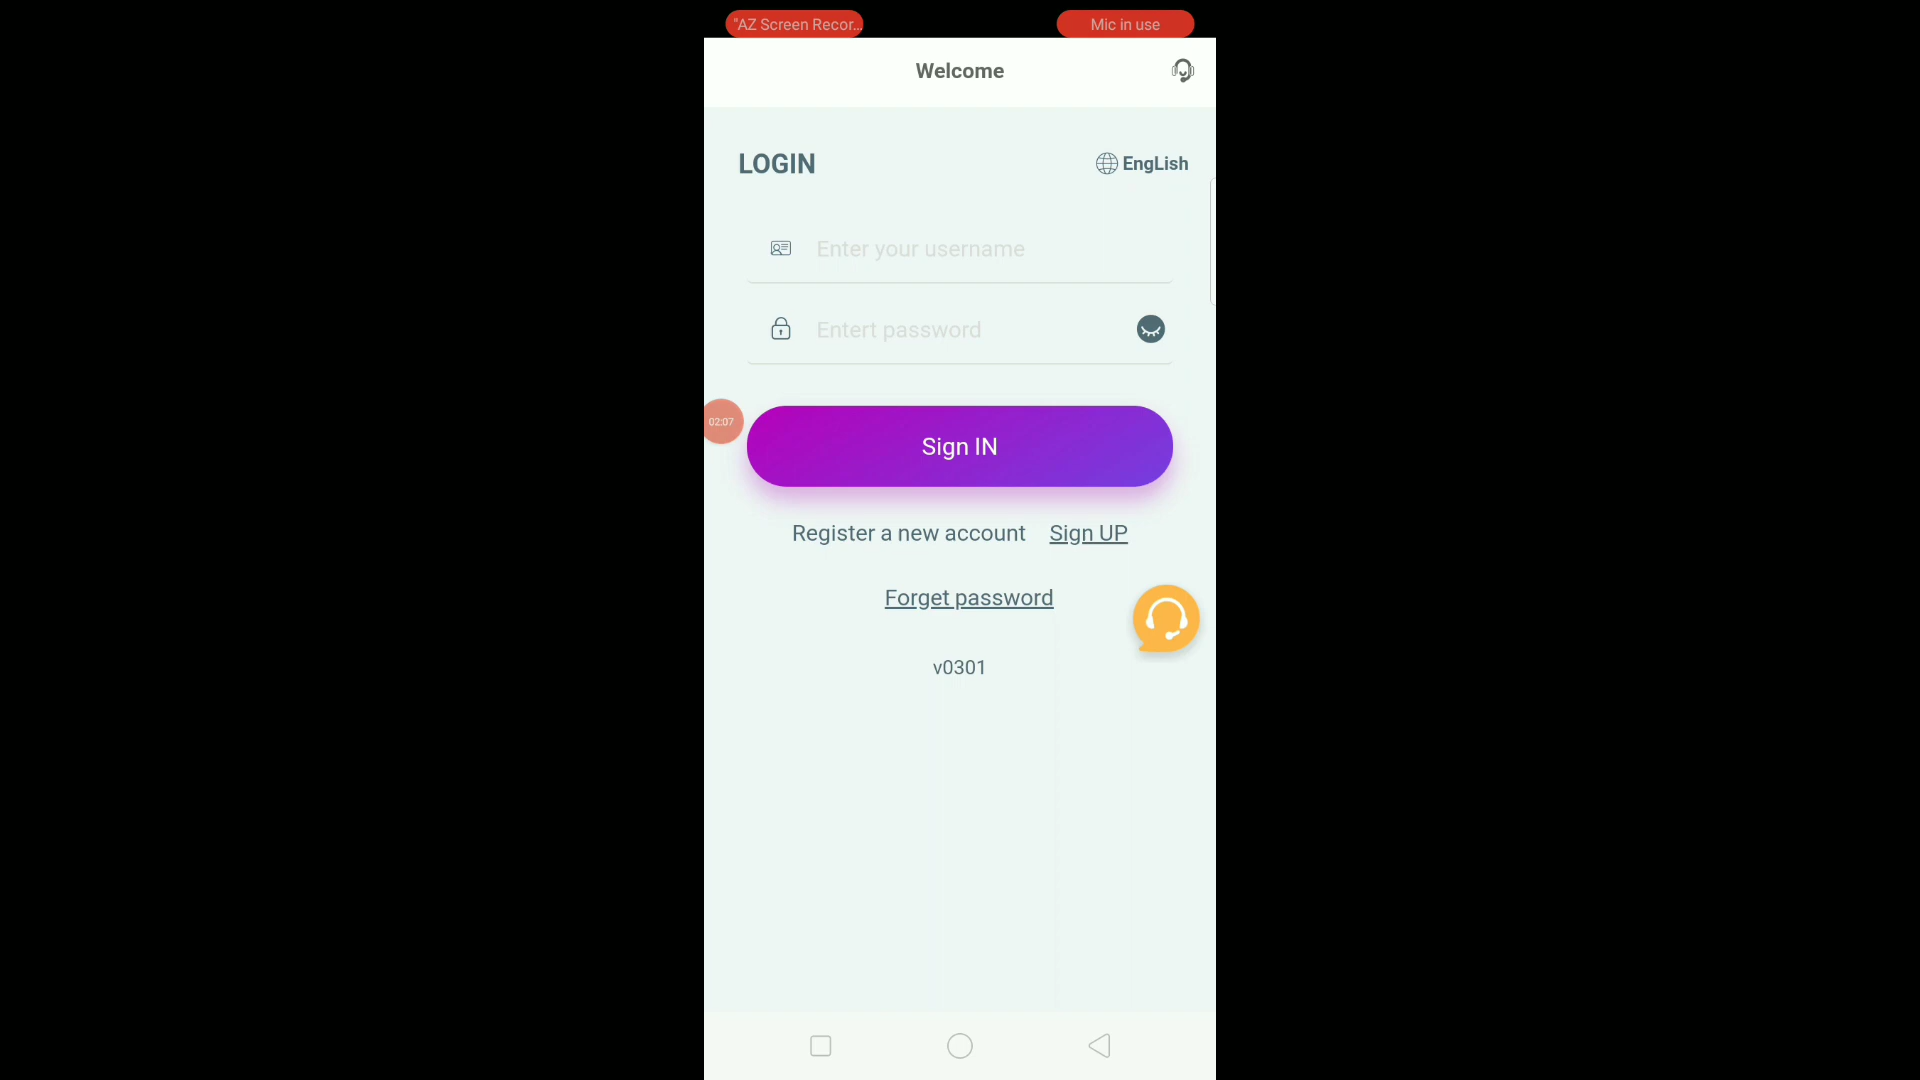 "AZ Screen Recor...
Mic in use
Welcome
LOGIN
EngLish
Enter your username
Entert password
02:07
Sign IN
Register a new account Sign UP
Forget password
v0301